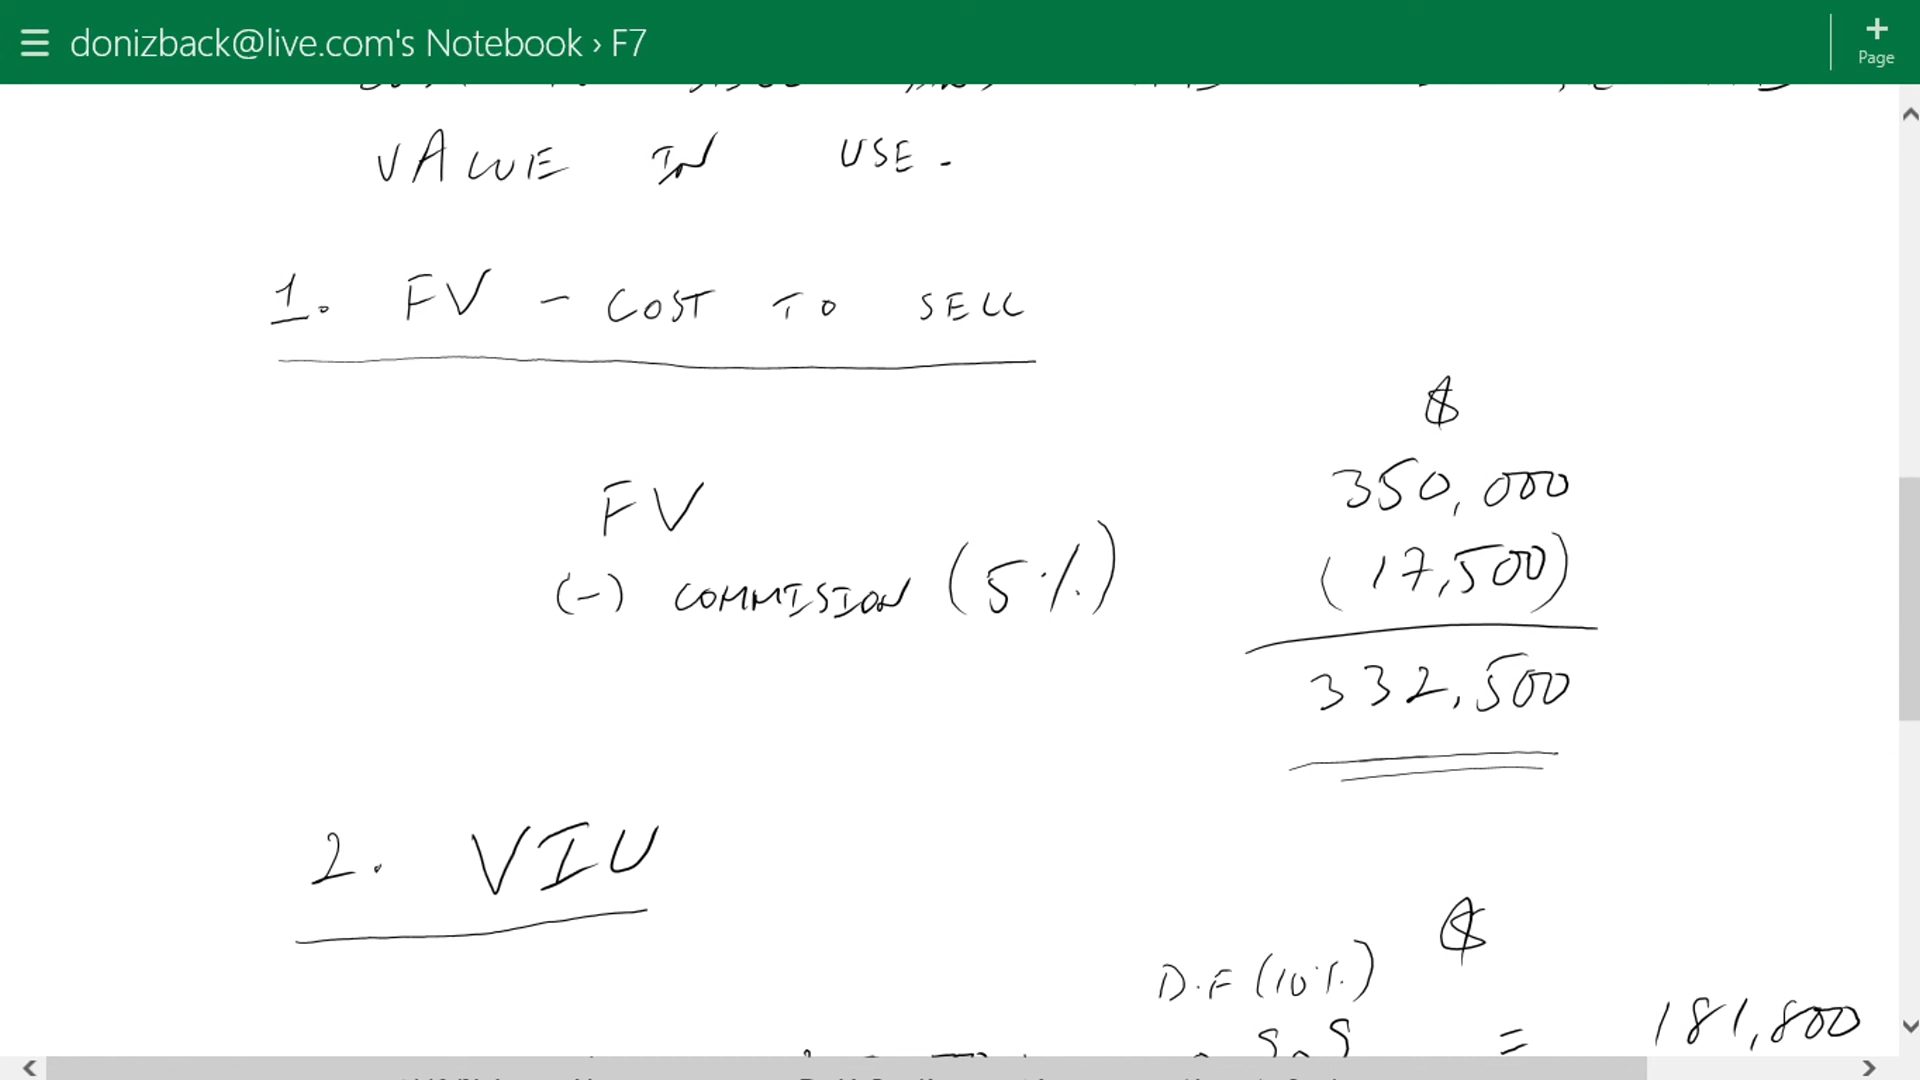 donizback@live.com's Notebook › F7
Page
VALUE IN USE.
1. FV - COST TO SELL
$
FV 350,000
(-) COMMISION (5%) (17,500)
332,500
2. VIU
$
D.F (10%)
= 181,800